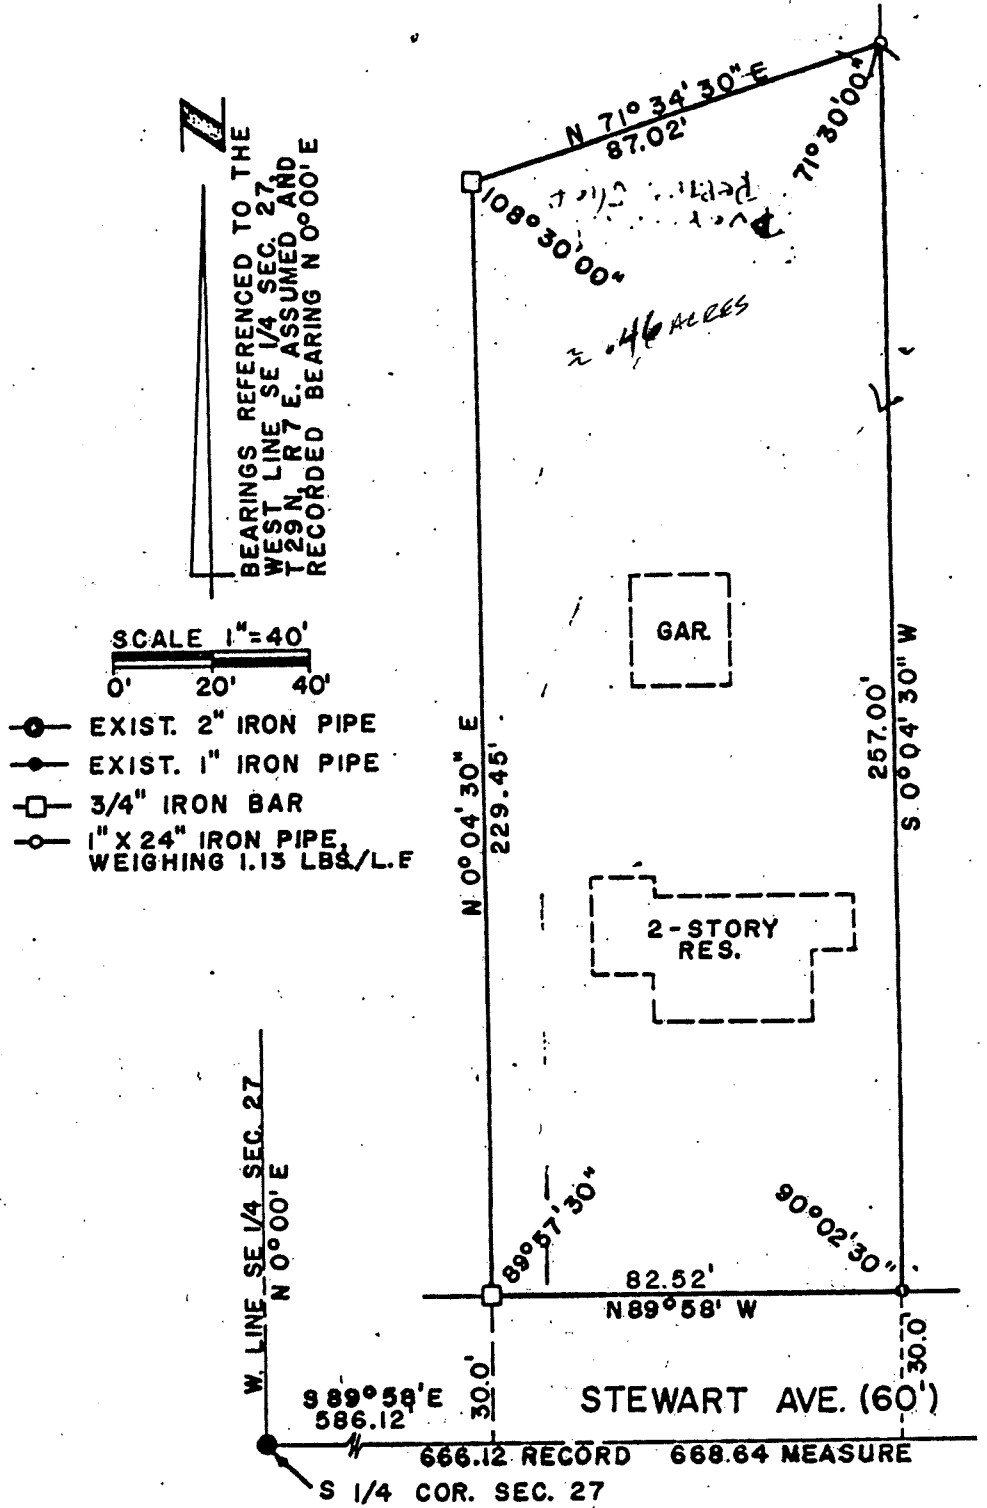 N 71° 34' 30" E
87.02'
71° 30' 00"
108° 30' 00"
≈ .46 ACRES
BEARINGS REFERENCED TO THE
WEST LINE SE 1/4 SEC. 27,
T 29 N, R 7 E. ASSUMED AND
RECORDED BEARING N 0° 00' E
SCALE 1"=40'
0' 20' 40'
EXIST. 2" IRON PIPE
EXIST. 1" IRON PIPE
3/4" IRON BAR
1" X 24" IRON PIPE,
WEIGHING 1.13 LBS/L.F
GAR.
N 0° 04' 30" E
229.45'
257.00'
S 0° 04' 30" W
2-STORY
RES.
W. LINE SE 1/4 SEC. 27
N 0° 00' E
89° 57' 30"
90° 02' 30"
82.52'
N 89° 58' W
30.0'
30.0'
STEWART AVE. (60')
S 89° 58' E
586.12'
666.12 RECORD 668.64 MEASURE
S 1/4 COR. SEC. 27